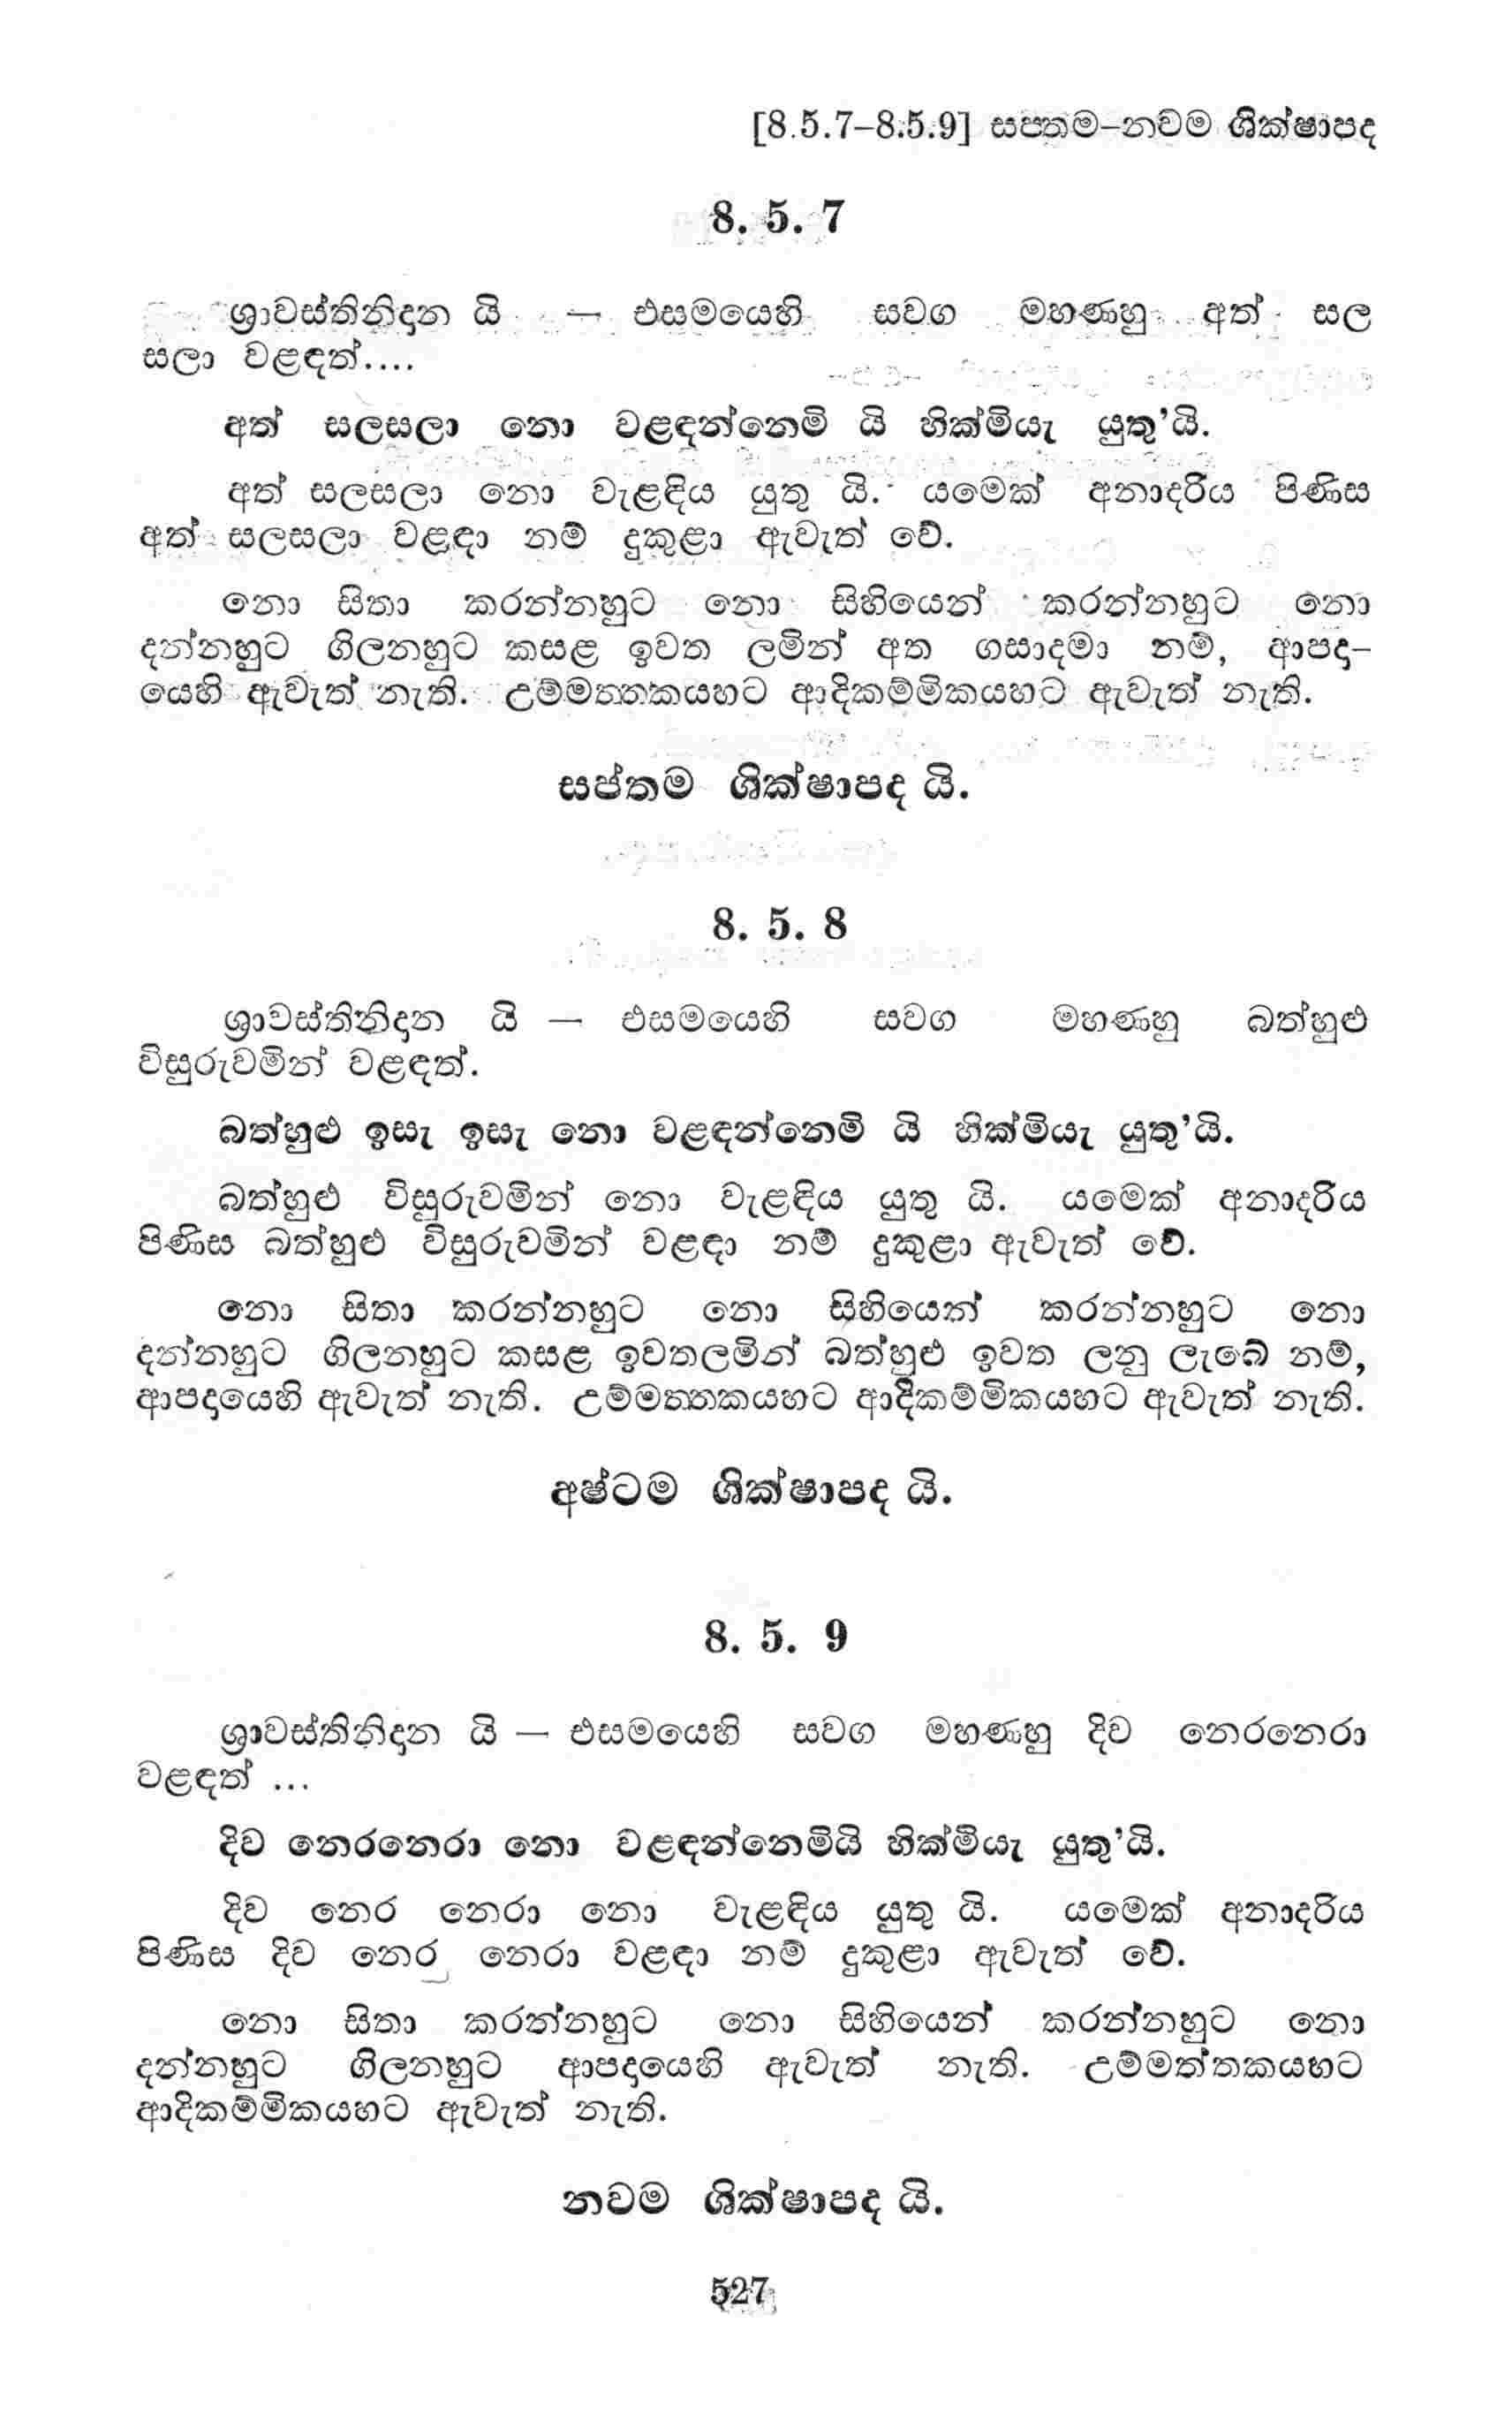 [8.5.7–8.5.9] සප්තම–නවම ශික්ෂාපද
8. 5. 7
ශ්‍රාවස්තිනිදාන යි — එසමයෙහි සවග මහණහු අත් සල
සලා වළඳත්....
අත් සලසලා නො වළඳන්නෙමි යි හික්මියැ යුතු’යි.
අත් සලසලා නො වැළඳිය යුතු යි. යමෙක් අනාදරිය පිණිස
අත් සලසලා වළඳා නම් දුකුළා ඇවැත් වේ.
නො සිතා කරන්නහුට නො සිහියෙන් කරන්නහුට නො
දන්නහුට ගිලනහුට කසළ ඉවත ලමින් අත ගසාදමා නම්, ආපදා-
යෙහි ඇවැත් නැති. උම්මත්තකයහට ආදිකම්මිකයහට ඇවැත් නැති.
සප්තම ශික්ෂාපද යි.
8. 5. 8
ශ්‍රාවස්තිනිදාන යි — එසමයෙහි සවග මහණහු බත්හුළු
විසුරුවමින් වළඳත්.
බත්හුළු ඉසැ ඉසැ නො වළඳන්නෙමි යි හික්මියැ යුතු’යි.
බත්හුළු විසුරුවමින් නො වැළඳිය යුතු යි. යමෙක් අනාදරිය
පිණිස බත්හුළු විසුරුවමින් වළඳා නම් දුකුළා ඇවැත් වේ.
නො සිතා කරන්නහුට නො සිහියෙන් කරන්නහුට නො
දන්නහුට ගිලනහුට කසළ ඉවතලමින් බත්හුළු ඉවත ලනු ලැබේ නම්,
ආපදායෙහි ඇවැත් නැති. උම්මත්තකයහට ආදිකම්මිකයහට ඇවැත් නැති.
අෂ්ටම ශික්ෂාපද යි.
8. 5. 9
ශ්‍රාවස්තිනිදාන යි — එසමයෙහි සවග මහණහු දිව නෙරනෙරා
වළඳත් ...
දිව නෙරනෙරා නො වළඳන්නෙමියි හික්මියැ යුතු’යි.
දිව නෙර නෙරා නො වැළඳිය යුතු යි. යමෙක් අනාදරිය
පිණිස දිව නෙර නෙරා වළඳා නම් දුකුළා ඇවැත් වේ.
නො සිතා කරන්නහුට නො සිහියෙන් කරන්නහුට නො
දන්නහුට ගිලනහුට ආපදායෙහි ඇවැත් නැති. උම්මත්තකයහට
ආදිකම්මිකයහට ඇවැත් නැති.
නවම ශික්ෂාපද යි.
527